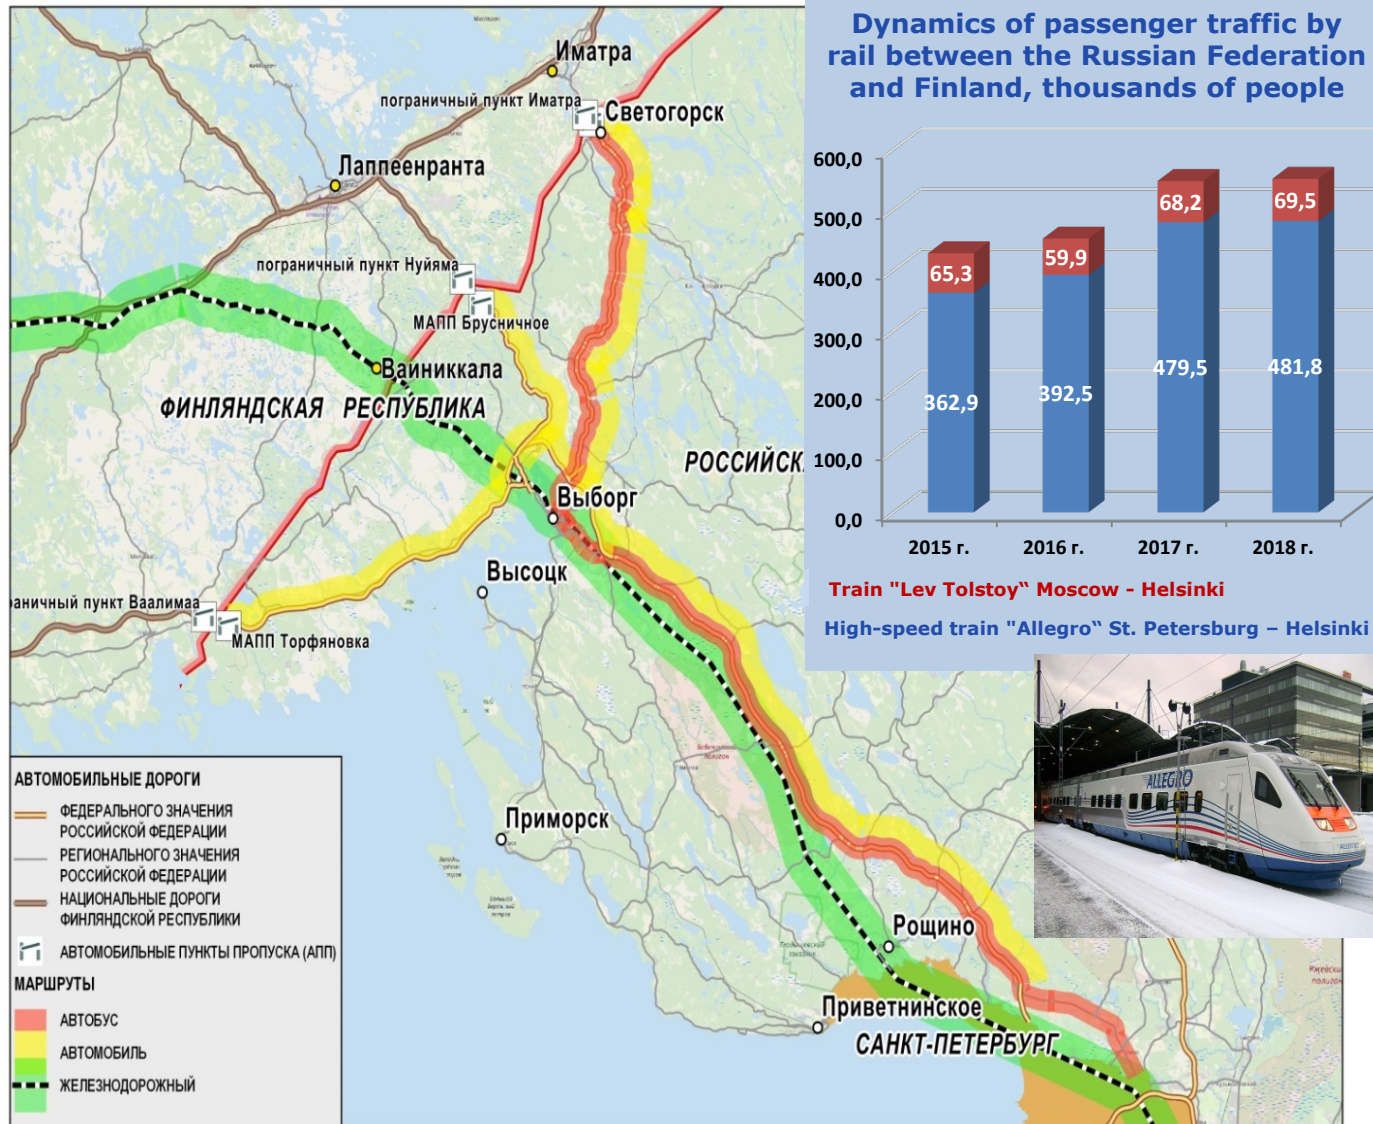 Dynamics of passenger traffic by
rail between the Russian Federation
and Finland, thousands of people
600,0
500,0
400,0
300,0
200,0
100,0
0,0
65,3
59,9
68,2
69,5
362,9
392,5
479,5
481,8
2015 г.
2016 г.
2017 г.
2018 г.
Train "Lev Tolstoy“ Moscow - Helsinki
High-speed train "Allegro“ St. Petersburg – Helsinki
ALLEGRO
Иматра
пограничный пункт Иматра
Светогорск
Лаппеенранта
пограничный пункт Нуйяма
МАПП Брусничное
Ваиниккала
ФИНЛЯНДСКАЯ РЕСПУБЛИКА
РОССИЙСК
Выборг
Высоцк
аничный пункт Ваалимаа
МАПП Торфяновка
Приморск
Рощино
Приветнинское
САНКТ-ПЕТЕРБУРГ
АВТОМОБИЛЬНЫЕ ДОРОГИ
ФЕДЕРАЛЬНОГО ЗНАЧЕНИЯ
РОССИЙСКОЙ ФЕДЕРАЦИИ
РЕГИОНАЛЬНОГО ЗНАЧЕНИЯ
РОССИЙСКОЙ ФЕДЕРАЦИИ
НАЦИОНАЛЬНЫЕ ДОРОГИ
ФИНЛЯНДСКОЙ РЕСПУБЛИКИ
АВТОМОБИЛЬНЫЕ ПУНКТЫ ПРОПУСКА (АПП)
МАРШРУТЫ
АВТОБУС
АВТОМОБИЛЬ
ЖЕЛЕЗНОДОРОЖНЫЙ